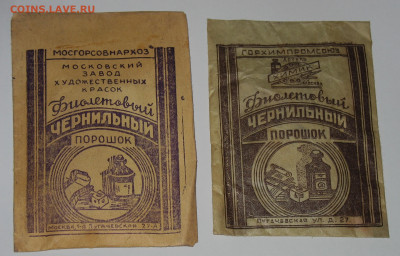 COINS.LAVE.RU
МОСГОРСОВНАРХОЗ
МОСКОВСКИЙ
ЗАВОД
ХУДОЖЕСТВЕННЫХ
КРАСОК
Фиолетовый
ЧЕРНИЛЬНЫЙ
ПОРОШОК
ГОРХИМПРОМСОЮЗ
Фиолетовый
ЧЕРНИЛЬНЫЙ
ПОРОШОК